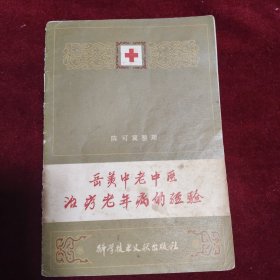 陈可冀整理
岳美中老中医
治疗老年病的经验
科学技术文献出版社